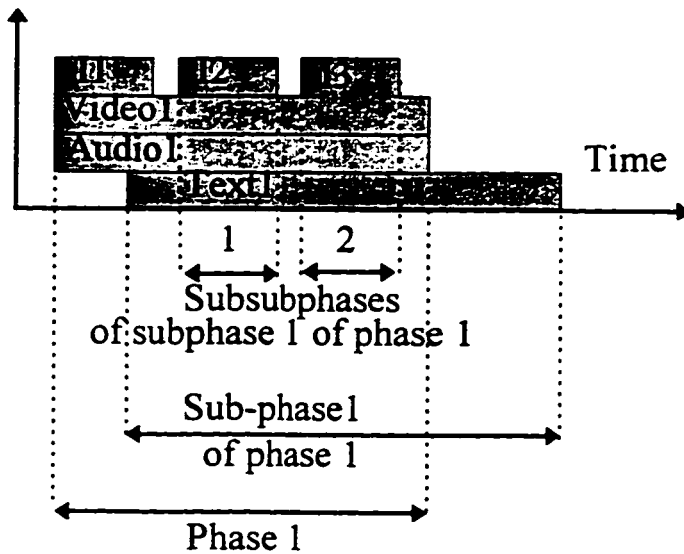 I1 I2 I3
Video1
Audio1
Time
Text1
1 2
Subsubphases
of subphase 1 of phase 1
Sub-phase1
of phase 1
Phase 1